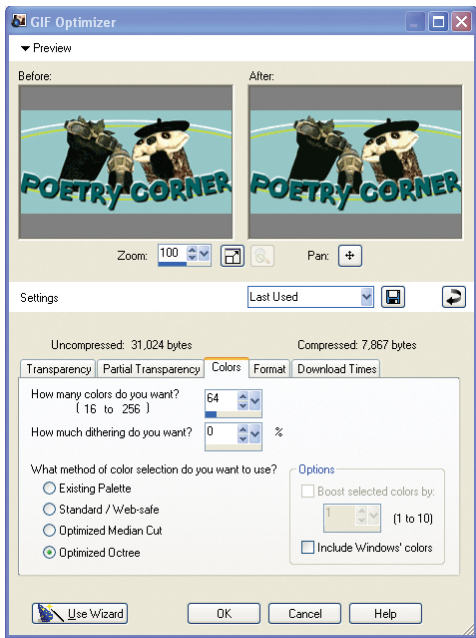 GIF Optimizer
Preview
Before:
After:
POETRY CORNER
POETRY CORNER
Zoom: 100
Pan:
Settings
Last Used
Uncompressed: 31,024 bytes
Compressed: 7,867 bytes
Transparency
Partial Transparency
Colors
Format
Download Times
How many colors do you want?
( 16 to 256 )
64
How much dithering do you want?
0 %
What method of color selection do you want to use?
Existing Palette
Standard / Web-safe
Optimized Median Cut
Optimized Octree
Options
Boost selected colors by:
1 (1 to 10)
Include Windows' colors
Use Wizard
OK
Cancel
Help